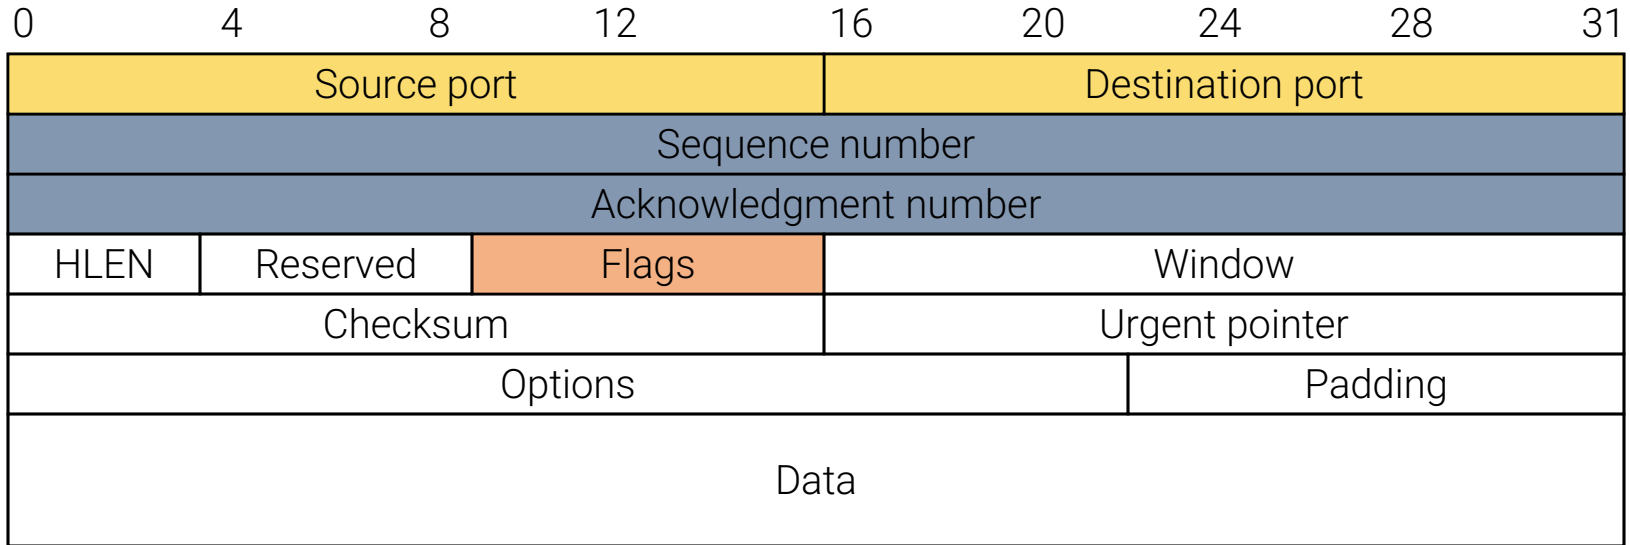 0 4 8 12 16 20 24 28 31
Source port Destination port
Sequence number
Acknowledgment number
HLEN Reserved Flags Window
Checksum Urgent pointer
Options Padding
Data